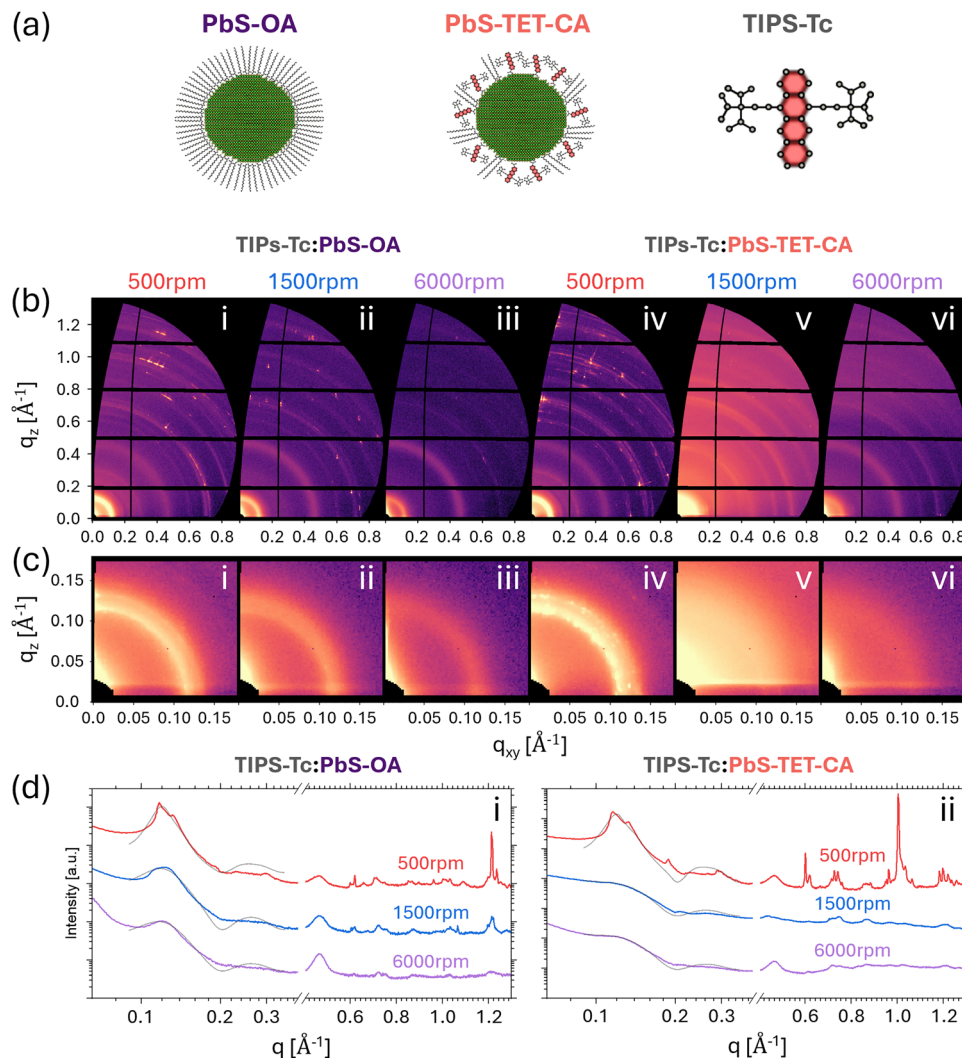 (a)
PbS-OA PbS-TET-CA TIPS-Tc
TIPs-Tc:PbS-OA TIPs-Tc:PbS-TET-CA
500rpm 1500rpm 6000rpm 500rpm 1500rpm 6000rpm
(b)
i ii iii iv v vi
1.2
1.0
0.8
0.6
0.4
0.2
0.0
q_z [Å⁻¹]
0.0 0.2 0.4 0.6 0.8 0.2 0.4 0.6 0.8 0.2 0.4 0.6 0.8 0.2 0.4 0.6 0.8 0.2 0.4 0.6 0.8 0.2 0.4 0.6 0.8
(c)
i ii iii iv v vi
0.15
0.10
0.05
0.0
q_z [Å⁻¹]
0.0 0.05 0.10 0.15 0.05 0.10 0.15 0.05 0.10 0.15 0.05 0.10 0.15 0.05 0.10 0.15 0.05 0.10 0.15
q_xy [Å⁻¹]
TIPS-Tc:PbS-OA TIPS-Tc:PbS-TET-CA
(d)
i ii
Intensity [a.u.]
500rpm 500rpm
1500rpm 1500rpm
6000rpm 6000rpm
0.1 0.2 0.3 0.6 0.8 1.0 1.2 0.1 0.2 0.3 0.6 0.8 1.0 1.2
q [Å⁻¹] q [Å⁻¹]